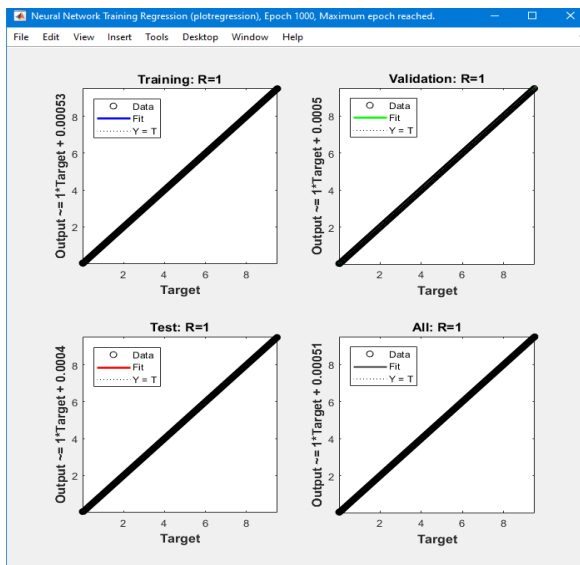 Neural Network Training Regression (plotregression), Epoch 1000, Maximum epoch reached.
File Edit View Insert Tools Desktop Window Help
Training: R=1
Output ~= 1*Target + 0.00053
8
6
4
2
Data
Fit
Y = T
2 4 6 8
Target
Validation: R=1
Output ~= 1*Target + 0.0005
8
6
4
2
Data
Fit
Y = T
2 4 6 8
Target
Test: R=1
Output ~= 1*Target + 0.0004
8
6
4
2
Data
Fit
Y = T
2 4 6 8
Target
All: R=1
Output ~= 1*Target + 0.00051
8
6
4
2
Data
Fit
Y = T
2 4 6 8
Target